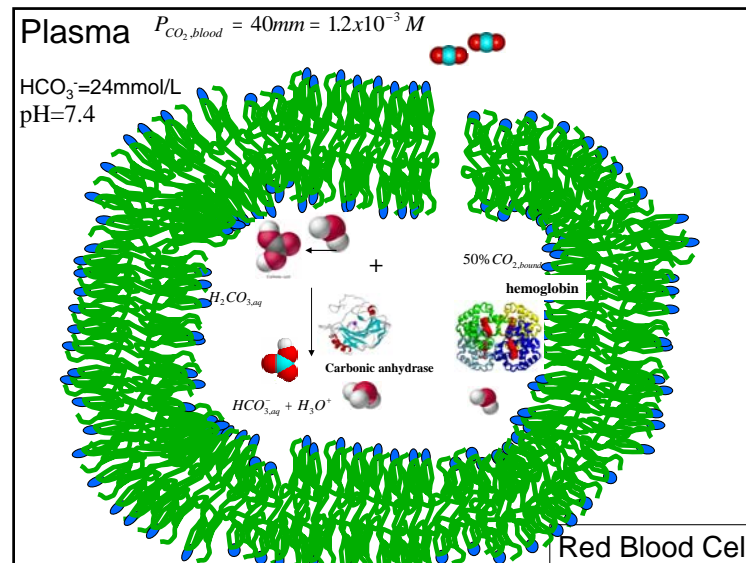 Plasma
P_{CO_2,blood} = 40mm = 1.2x10^{-3} M
HCO₃⁻=24mmol/L
pH=7.4
+
50% CO_{2,bound}
hemoglobin
H_2CO_{3,aq}
Carbonic anhydrase
HCO^-_{3,aq} + H_3O^+
Red Blood Cel